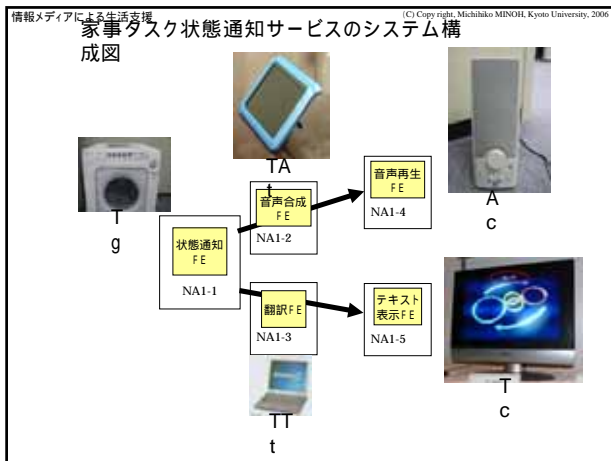 情報メディアによる生活支援
(C) Copy right, Michihiko MINOH, Kyoto University, 2006
家事タスク状態通知サービスのシステム構
成図
TA
t
T
g
音声合成
FE
NA1-2
音声再生
FE
NA1-4
A
c
状態通知
FE
NA1-1
翻訳FE
NA1-3
テキスト
表示FE
NA1-5
TT
t
T
c